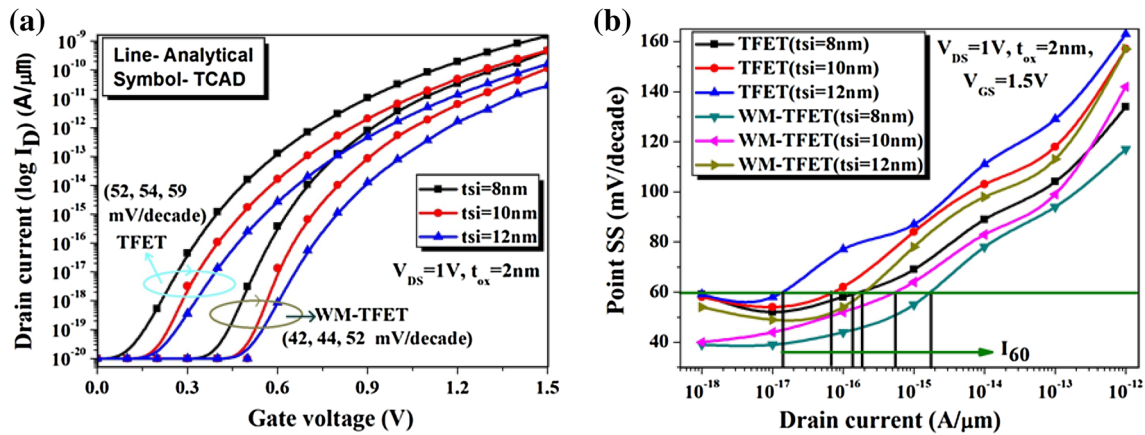 (a)
Drain current (log I_D) (A/μm)
10⁻⁹
10⁻¹⁰
10⁻¹¹
10⁻¹²
10⁻¹³
10⁻¹⁴
10⁻¹⁵
10⁻¹⁶
10⁻¹⁷
10⁻¹⁸
10⁻¹⁹
10⁻²⁰
Line- Analytical
Symbol- TCAD
(52, 54, 59
mV/decade)
TFET
tsi=8nm
tsi=10nm
tsi=12nm
V_DS=1V, t_ox=2nm
WM-TFET
(42, 44, 52 mV/decade)
0.0 0.3 0.6 0.9 1.2 1.5
Gate voltage (V)
(b)
Point SS (mV/decade)
160
140
120
100
80
60
40
TFET(tsi=8nm)
TFET(tsi=10nm)
TFET(tsi=12nm)
WM-TFET(tsi=8nm)
WM-TFET(tsi=10nm)
WM-TFET(tsi=12nm)
V_DS=1V, t_ox=2nm,
V_GS=1.5V
I₆₀
10⁻¹⁸ 10⁻¹⁷ 10⁻¹⁶ 10⁻¹⁵ 10⁻¹⁴ 10⁻¹³ 10⁻¹²
Drain current (A/μm)